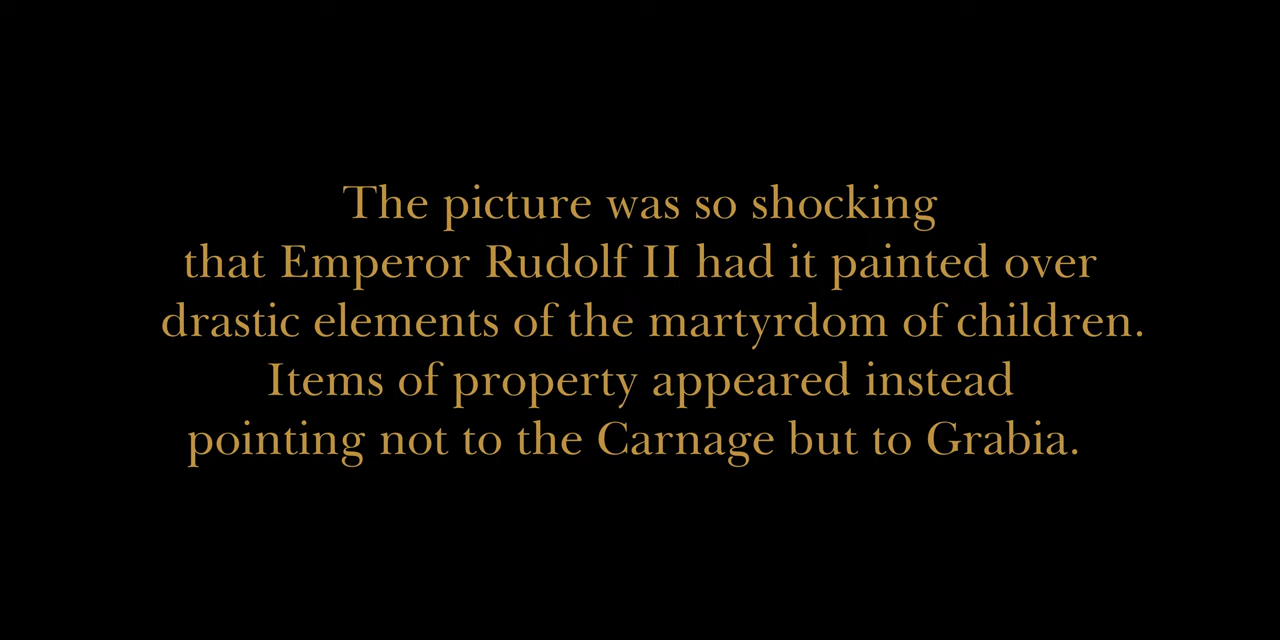 The picture was so shocking
that Emperor Rudolf II had it painted over
drastic elements of the martyrdom of children.
Items of property appeared instead
pointing not to the Carnage but to Grabia.